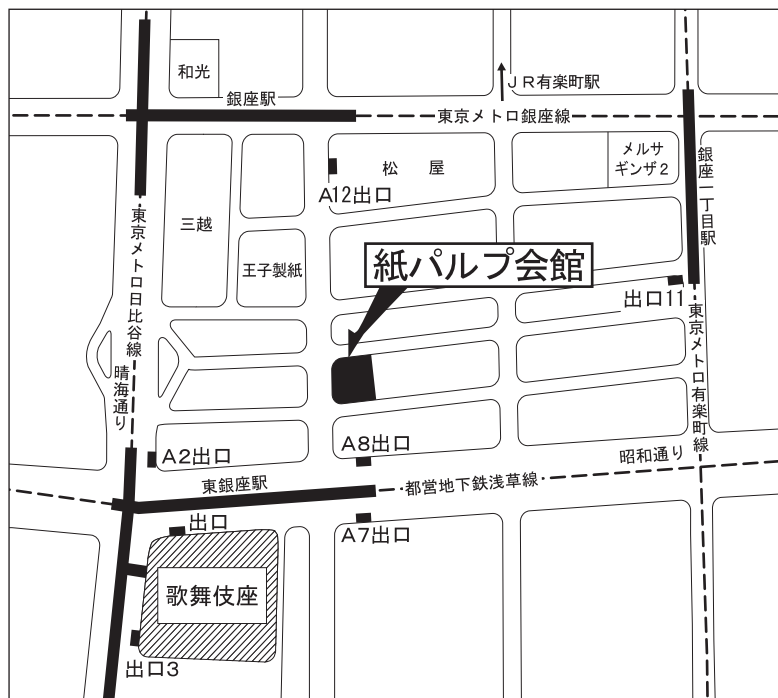 和光
銀座駅
JR有楽町駅
東京メトロ銀座線
松屋
メルサ
ギンザ2
A12出口
銀座一丁目駅
三越
王子製紙
東京メトロ日比谷線
紙パルプ会館
出口11
東京メトロ有楽町線
晴海通り
A2出口
A8出口
昭和通り
東銀座駅
都営地下鉄浅草線
出口
A7出口
歌舞伎座
出口3